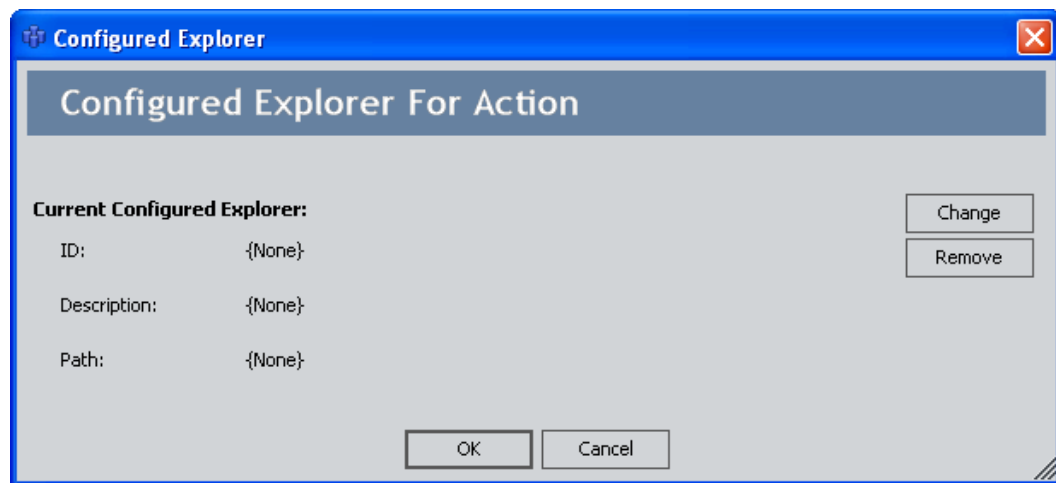 Configured Explorer
Configured Explorer For Action
Current Configured Explorer:
Change
ID: {None}
Remove
Description: {None}
Path: {None}
OK Cancel